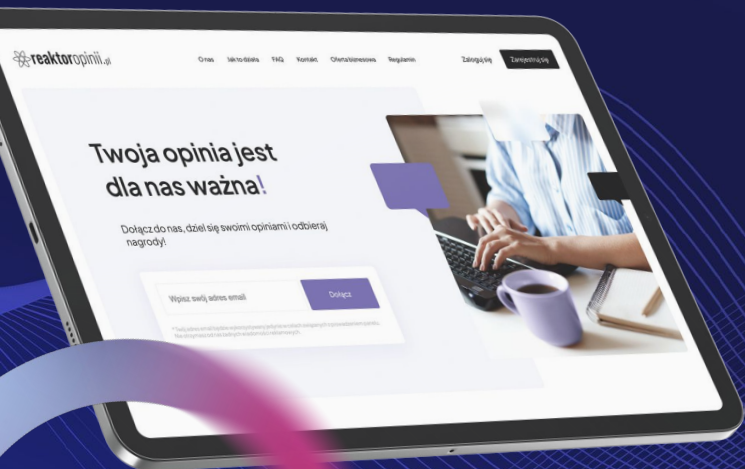 reaktoropinii.pl
O nas Jak to działa FAQ Kontakt Oferta biznesowa Regulamin Zaloguj się Zarejestruj się
Twoja opinia jest
dla nas ważna!
Dołącz do nas, dziel się swoimi opiniami i odbieraj
nagrody!
Wpisz swój adres email Dołącz